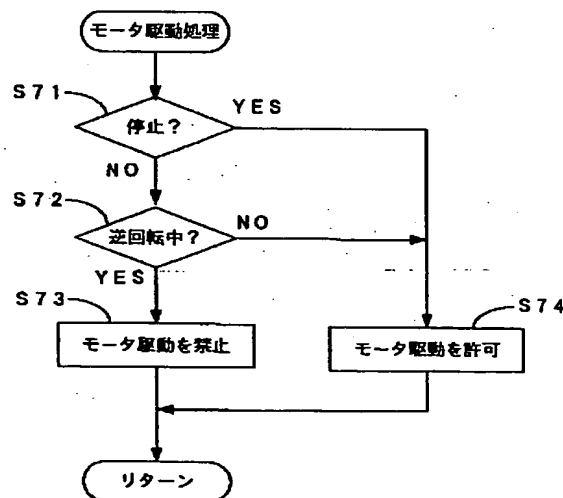 モータ駆動処理
S71
停止?
YES
NO
S72
逆回転中?
NO
YES
S73
モータ駆動を禁止
S74
モータ駆動を許可
リターン